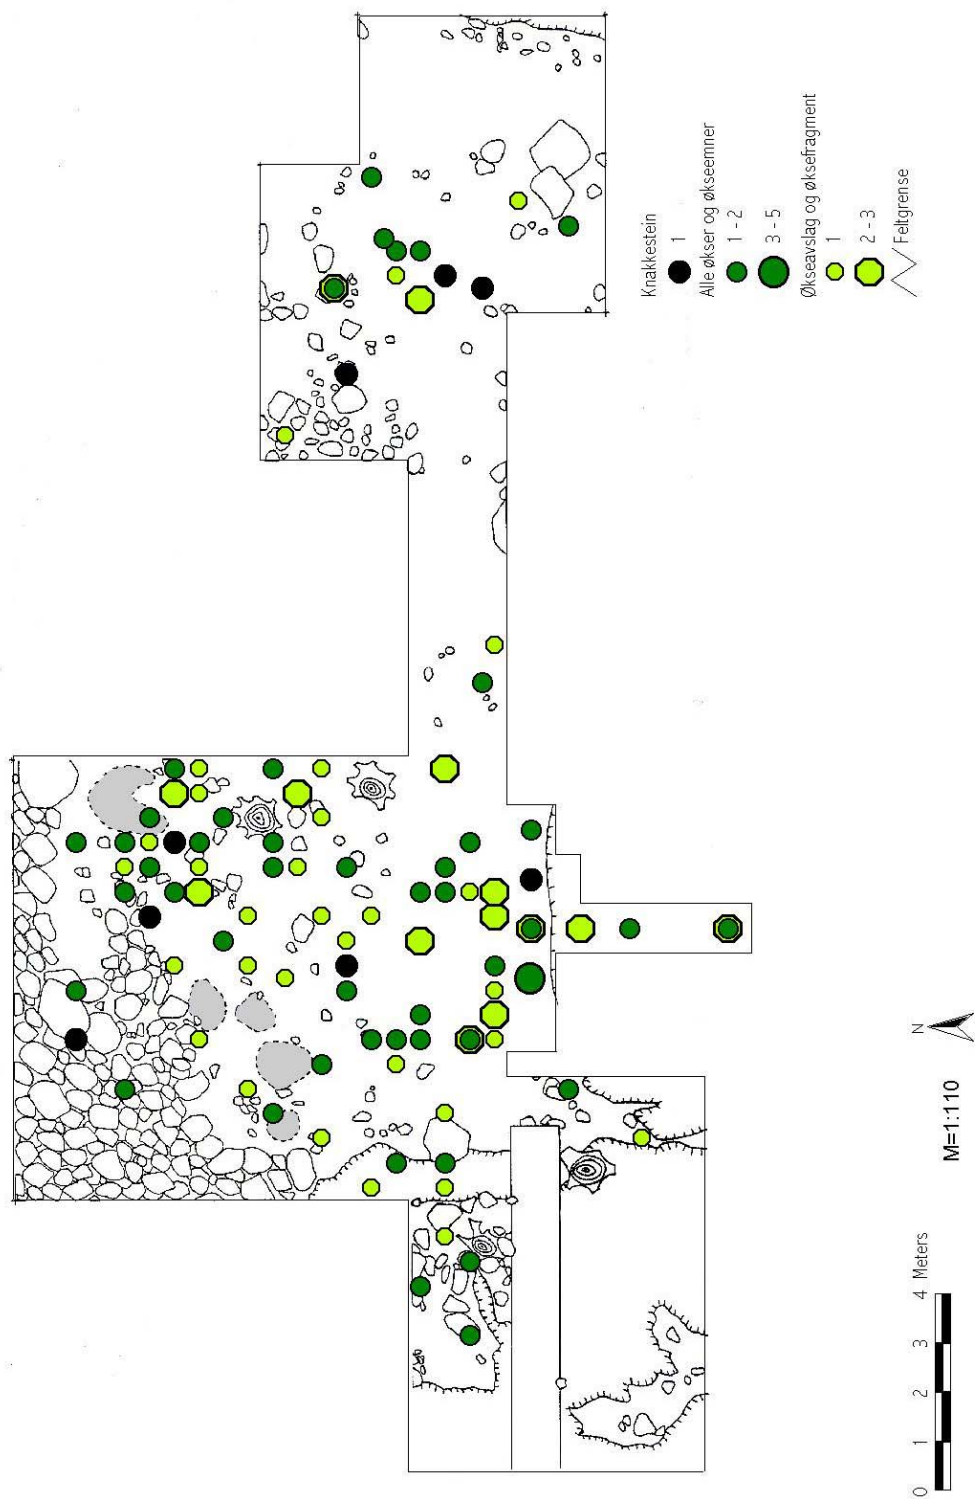 Knakkestein
1
Alle økser og økseemner
1 - 2
3 - 5
Økseavslag og øksefragment
1
2 - 3
Feltgrense
N
M=1:110
0 1 2 3 4 Meters